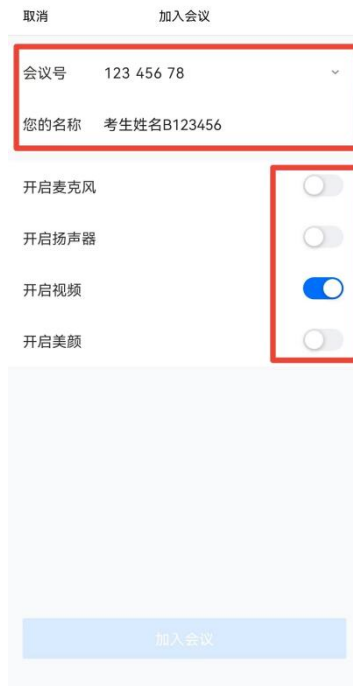 取消 加入会议
会议号 123 456 78
您的名称 考生姓名B123456
开启麦克风
开启扬声器
开启视频
开启美颜
加入会议